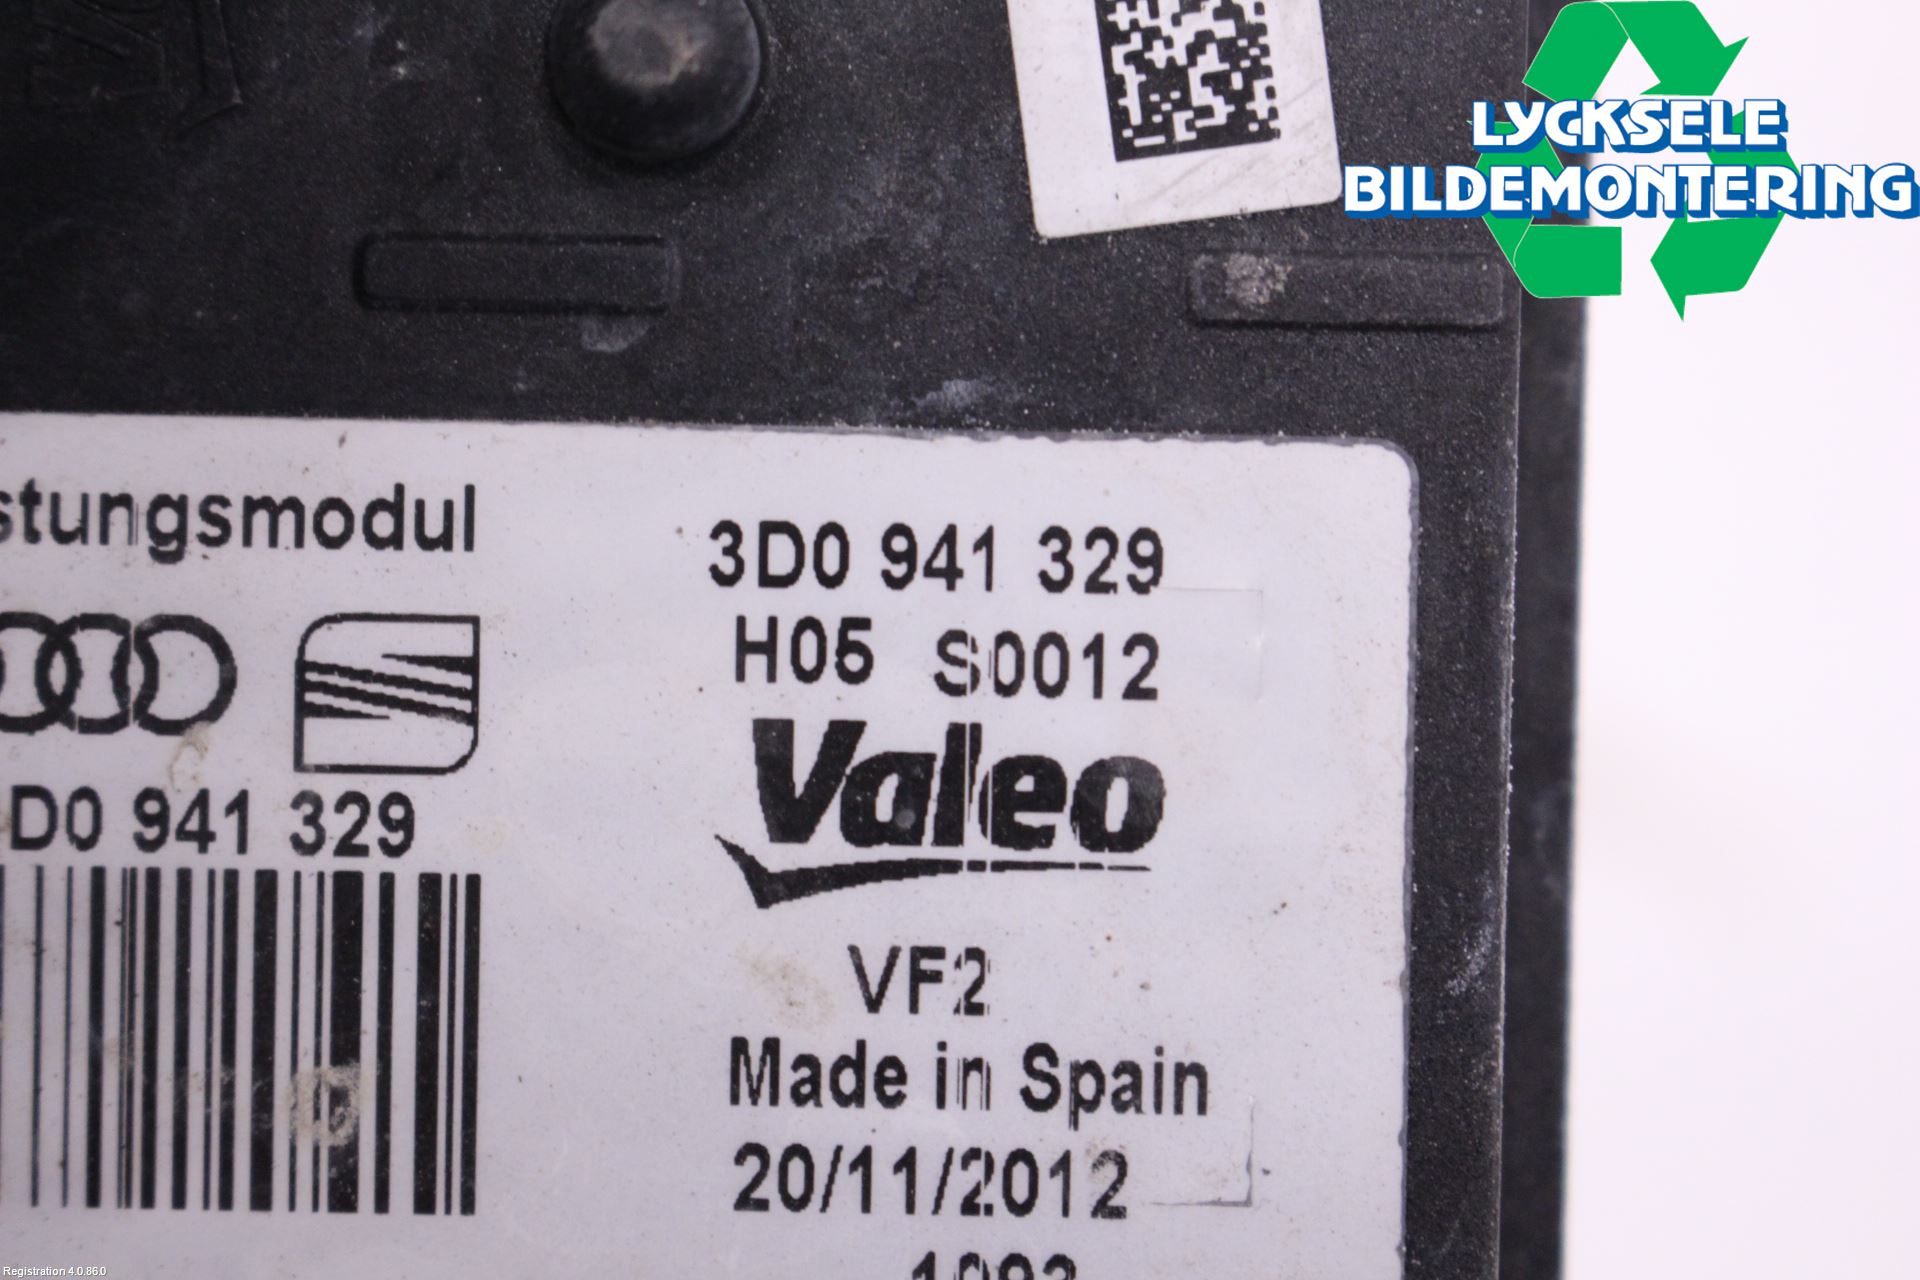 LYCKSELE
BILDEMONTERING
stungsmodul
D0 941 329
3D0 941 329
H05 S0012
Valeo
VF2
Made in Spain
20/11/2012
Registration 4.0.86.0